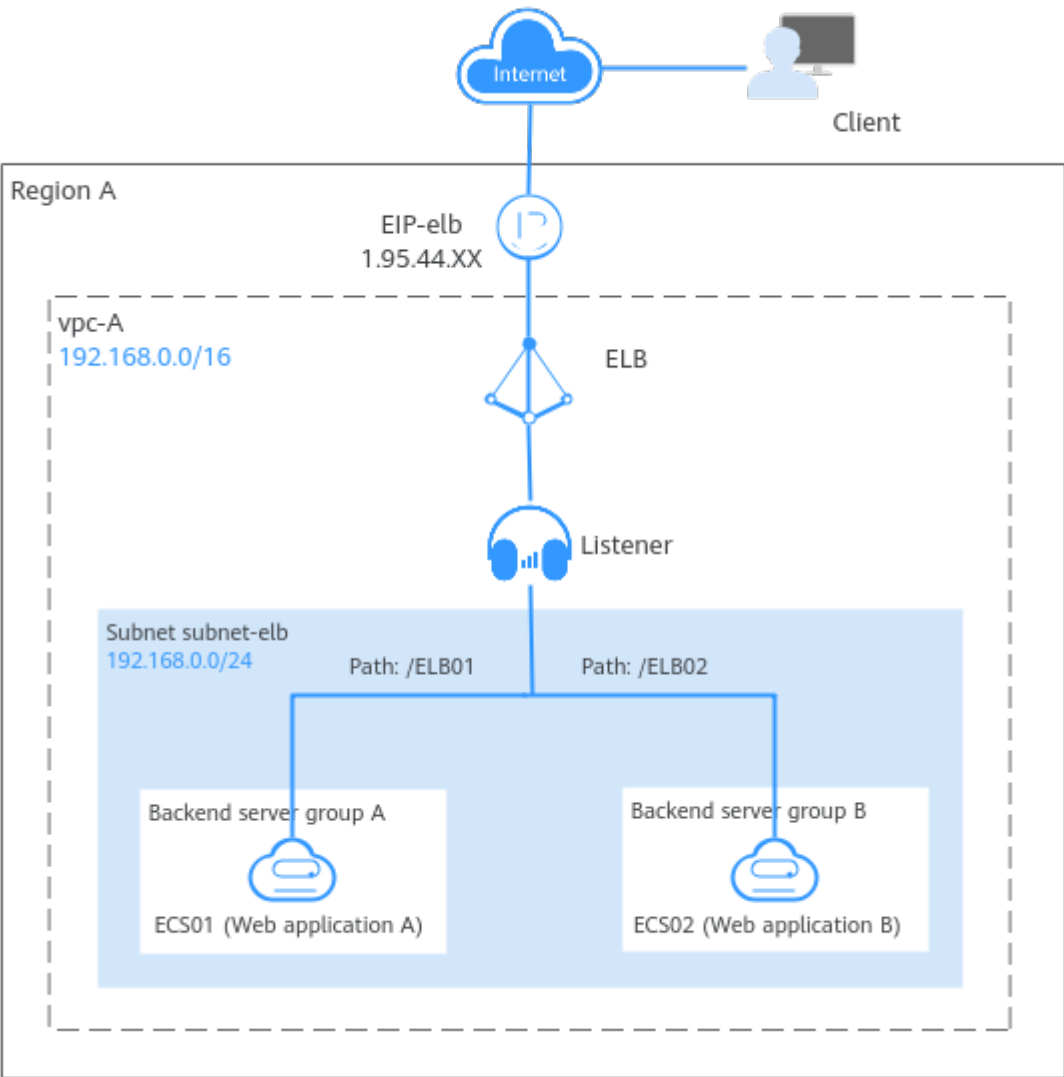 Internet
Client
Region A
EIP-elb
1.95.44.XX
vpc-A
192.168.0.0/16
ELB
Listener
Subnet subnet-elb
192.168.0.0/24
Path: /ELB01
Path: /ELB02
Backend server group A
Backend server group B
ECS01 (Web application A)
ECS02 (Web application B)